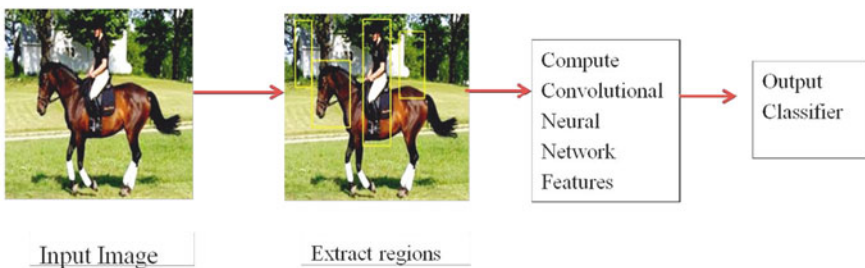 Compute
Convolutional
Neural
Network
Features
Output
Classifier
Input Image
Extract regions